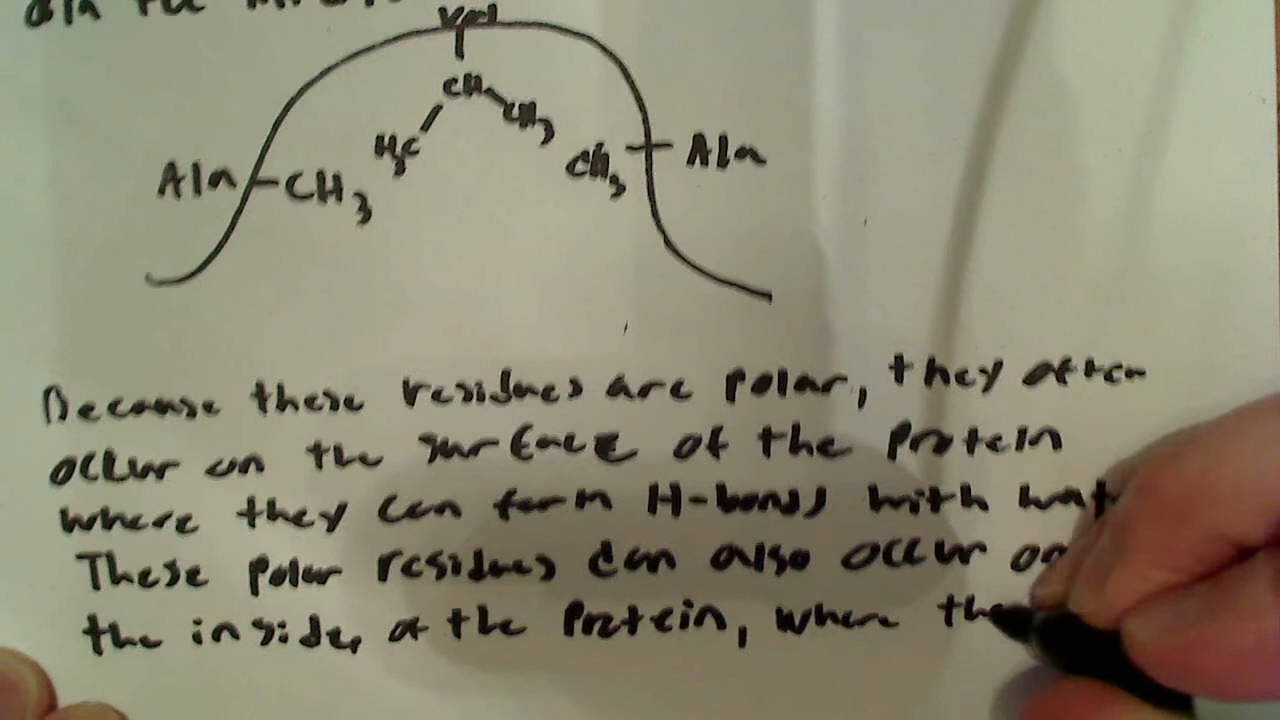 Val
CH
CH3
H3C
CH3
Ala
Ala
CH3
Because these residues are polar, they often
occur on the surface of the protein
where they can form H-bonds with wat
These polar residues can also occur on
the inside, of the protein, where the